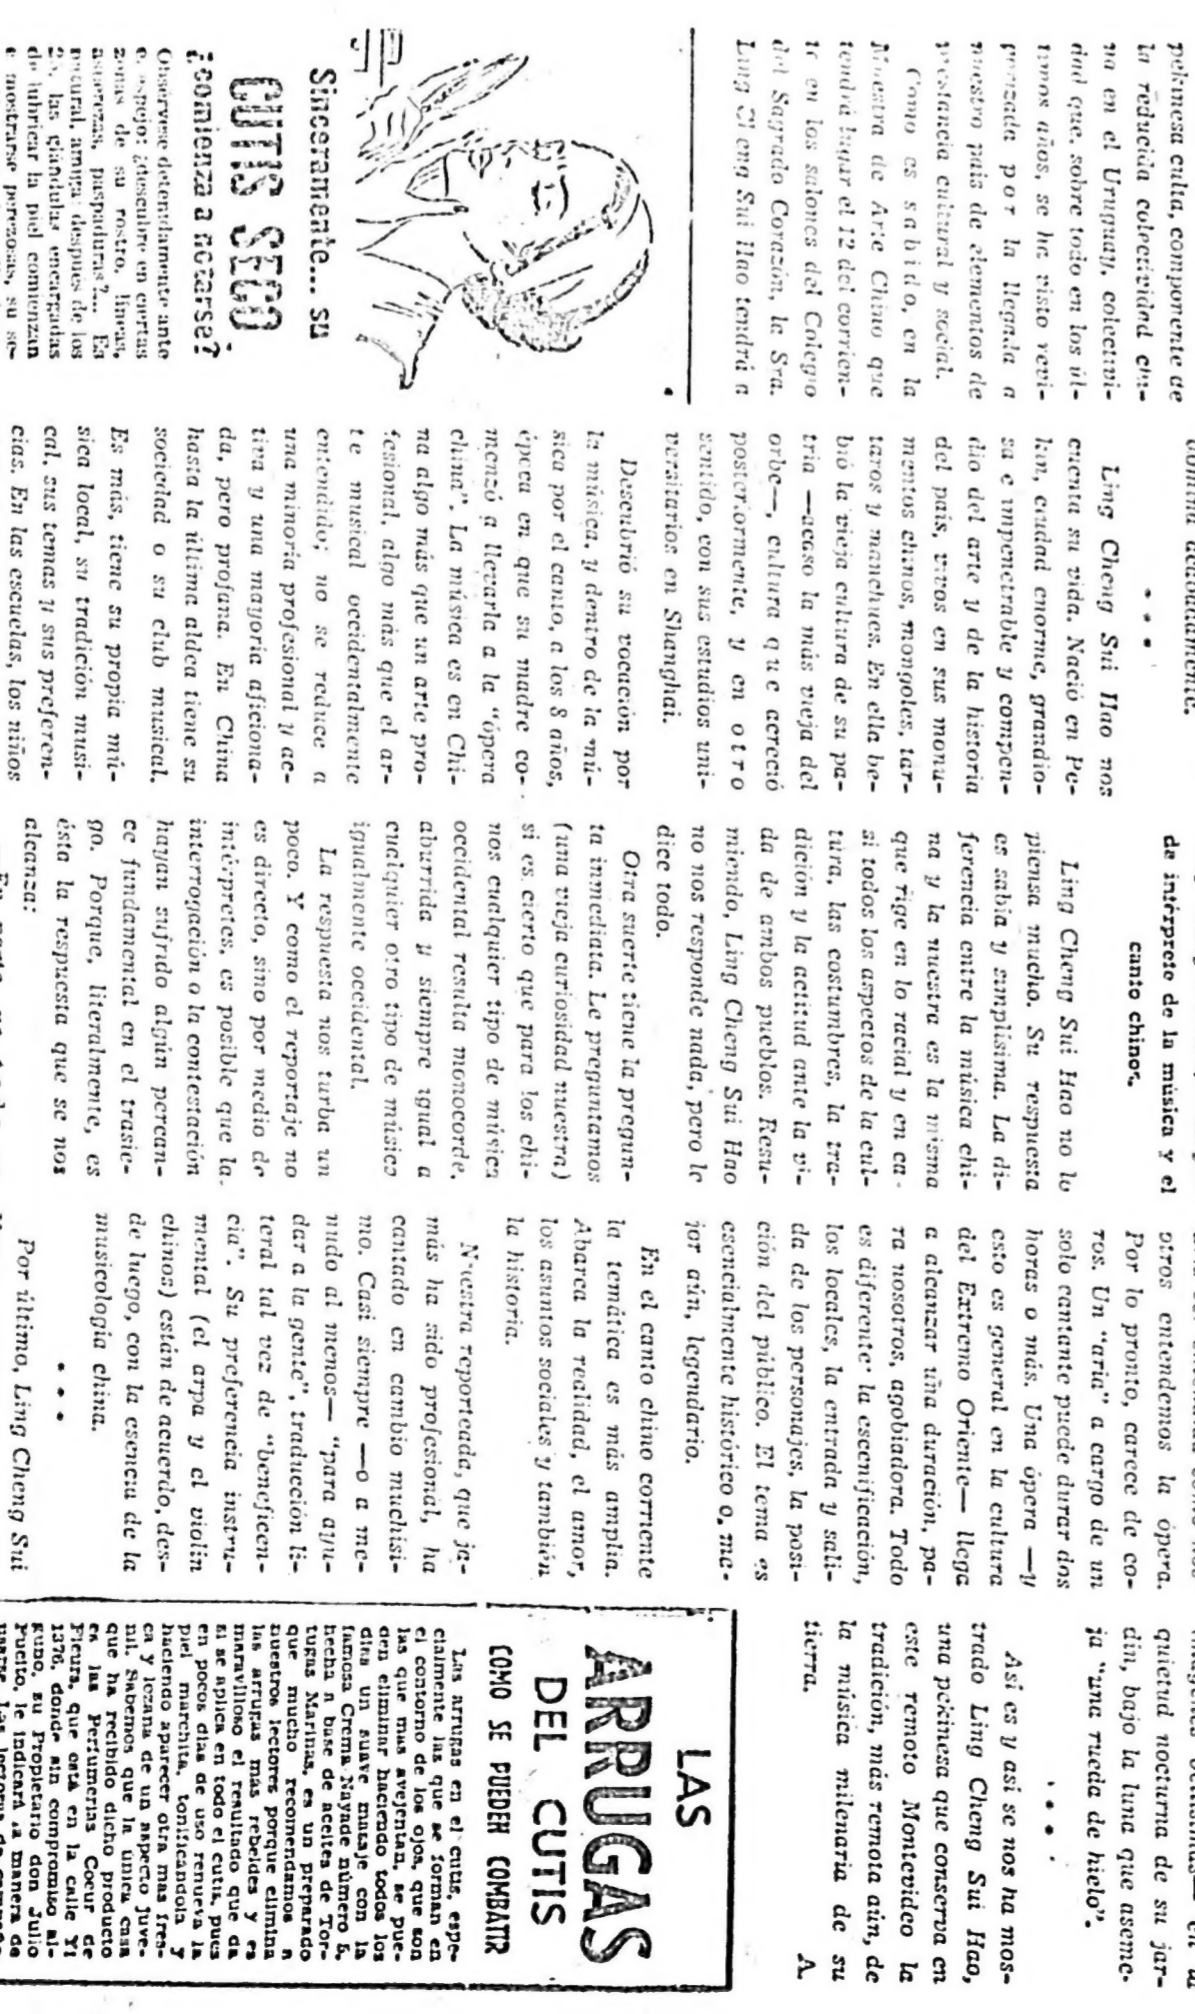 pekinesa culta, componente de
la reducida colectividad chi-
na en el Uruguay, colectivi-
dad que, sobre todo en los úl-
timos años, se ha visto revi-
gorizada por la llegada a
nuestro país de elementos de
prestancia cultural y social.
Como es sabido, en la
Muestra de Arte Chino que
tendrá lugar el 12 del corrien-
te en los salones del Colegio
del Sagrado Corazón, la Sra.
Ling Cheng Sui Hao tendrá a
Sinceramente... su
CUTIS SECO
¿comienza a notarse?
Obsérvese detenidamente ante
el espejo: ¿descubre en ciertas
zonas de su rostro, líneas,
asperezas, paspaduras?... Es
natural, amiga: después de los
25, las glándulas encargadas
de lubricar la piel comienzan
a mostrarse perezosas, su se-
Ling Cheng Sui Hao nos
cuenta su vida. Nació en Pe-
kín, ciudad enorme, grandio-
sa e impenetrable y compen-
dio del arte y de la historia
del país, vivos en sus monu-
mentos chinos, mongoles, tár-
taros y manchues. En ella be-
bió la vieja cultura de su pa-
tria —acaso la más vieja del
orbe—, cultura que acreció
posteriormente, y en otro
sentido, con sus estudios uni-
versitarios en Shanghai.
Descubrió su vocación por
la música, y dentro de la mú-
sica por el canto, a los 8 años,
época en que su madre co-
menzó a llevarla a la "ópera
china". La música es en Chi-
na algo más que un arte pro-
fesional, algo más que el ar-
te musical occidentalmente
entendido; no se reduce a
una minoría profesional y ac-
tiva y una mayoría aficiona-
da, pero profana. En China
hasta la última aldea tiene su
sociedad o su club musical.
Es más, tiene su propia mú-
sica local, su tradición musi-
cal, sus temas y sus preferen-
cias. En las escuelas, los niños
de intérprete de la música y el
canto chinos.
Ling Cheng Sui Hao no lo
piensa mucho. Su respuesta
es sabia y simplísima. La di-
ferencia entre la música chi-
na y la nuestra es la misma
que rige en lo racial y en ca-
si todos los aspectos de la cul-
tura, las costumbres, la tra-
dición y la actitud ante la vi-
da de ambos pueblos. Resu-
miendo, Ling Cheng Sui Hao
no nos responde nada, pero lo
dice todo.
Otra suerte tiene la pregun-
ta inmediata. Le preguntamos
(una vieja curiosidad nuestra)
si es cierto que para los chi-
nos cualquier tipo de música
occidental resulta monocorde,
aburrida y siempre igual a
cualquier otro tipo de música
igualmente occidental.
La respuesta nos turba un
poco. Y como el reportaje no
es directo, sino por medio de
intérpretes, es posible que la
interrogación o la contestación
hayan sufrido algún percan-
ce fundamental en el trasie-
go. Porque, literalmente, es
ésta la respuesta que se nos
alcanza:
otros entendemos la ópera.
Por lo pronto, carece de co-
ros. Un "aria" a cargo de un
solo cantante puede durar dos
horas o más. Una ópera —y
esto es general en la cultura
del Extremo Oriente— llega
a alcanzar una duración, pa-
ra nosotros, agobiadora. Todo
es diferente: la escenificación,
los locales, la entrada y sali-
da de los personajes, la posi-
ción del público. El tema es
esencialmente histórico o, me-
jor aún, legendario.
En el canto chino corriente
la temática es más amplia.
Abarca la realidad, el amor,
los asuntos sociales y también
la historia.
Nuestra reporteada, que ja-
más ha sido profesional, ha
cantado en cambio muchísi-
mo. Casi siempre —o a me-
nudo al menos— "para ayu-
dar a la gente", traducción li-
teral tal vez de "beneficen-
cia". Su preferencia instru-
mental (el arpa y el violín
chinos) están de acuerdo, des-
de luego, con la esencia de la
musicología china.
Por último, Ling Cheng Sui
quietud nocturna de su jar-
dín, bajo la luna que aseme-
ja "una rueda de hielo".
Así es y así se nos ha mos-
trado Ling Cheng Sui Hao,
una pekinesa que conserva en
ese remoto Montevideo la
tradición, más remota aún, de
la música milenaria de su
tierra.
A.
LAS
ARRUGAS
DEL CUTIS
COMO SE PUEDEN COMBATIR
Las arrugas en el cutis, espe-
cialmente las que se forman en
el contorno de los ojos, que son
las que mas avejentan, se pue-
den eliminar haciendo todos los
días un suave masaje con la
famosa Crema Nayade número 5,
hecha a base de aceites de Tor-
tugas Marinas, es un preparado
que mucho recomendamos a
nuestros lectores porque elimina
las arrugas más rebeldes y es
maravilloso el resultado que da
si se aplica en todo el cutis, pues
en pocos días de uso renueva la
piel marchita, tonificándola y
haciendo aparecer otra mas fres-
ca y lozana de un aspecto juve-
nil. Sabemos que la única casa
que ha recibido dicho producto
es las Perfumerías Coeur de
Fleurs, que está en la calle Yi
1376, donde sin compromiso al-
guno, su Propietario don Julio
Pucito, le indicará la manera de